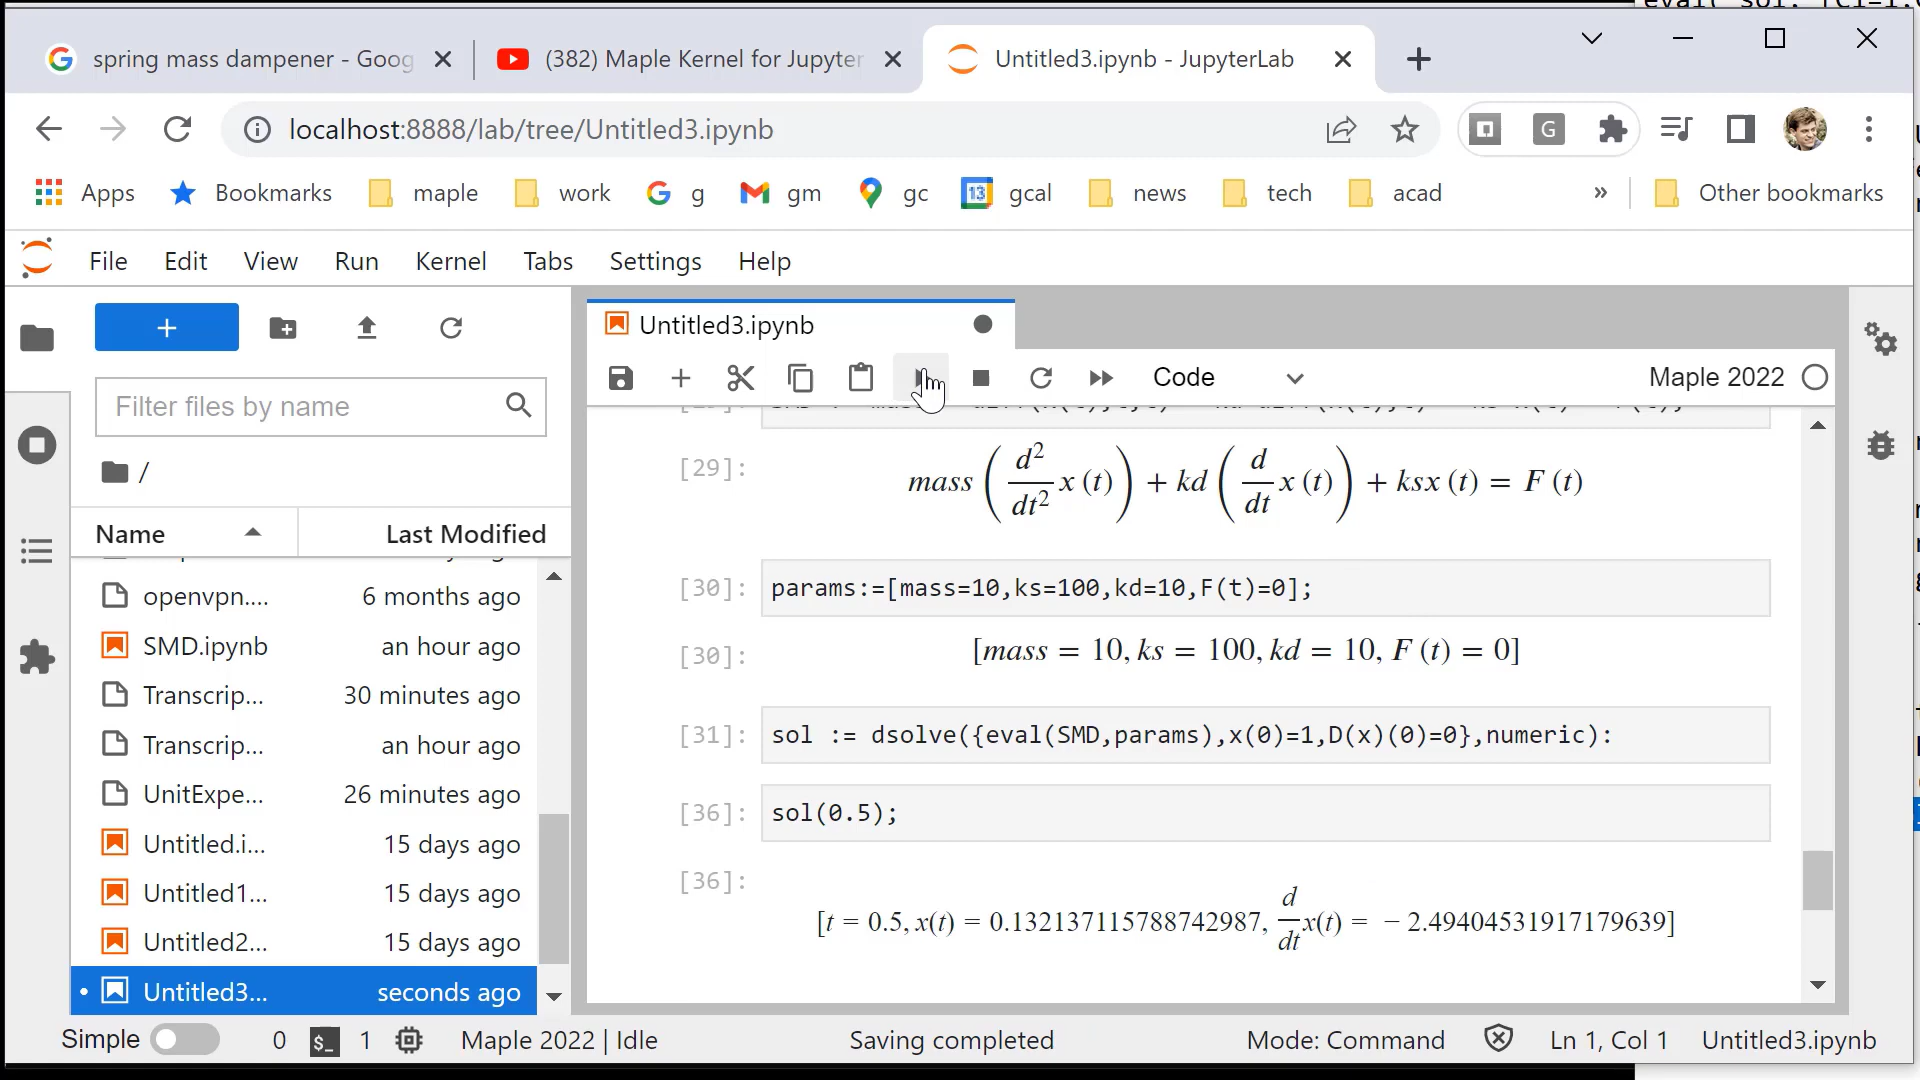 spring mass dampener - Goog
(382) Maple Kernel for Jupyter
Untitled3.ipynb - JupyterLab
localhost:8888/lab/tree/Untitled3.ipynb
G
Apps
Bookmarks
maple
work
g
gm
gc
13
gcal
news
tech
acad
»
Other bookmarks
File Edit View Run Kernel Tabs Settings Help
+
Filter files by name
/
Name Last Modified
openvpn.... 6 months ago
SMD.ipynb an hour ago
Transcrip... 30 minutes ago
Transcrip... an hour ago
UnitExpe... 26 minutes ago
Untitled.i... 15 days ago
Untitled1... 15 days ago
Untitled2... 15 days ago
Untitled3... seconds ago
Untitled3.ipynb
Code
Maple 2022
[29]: mass (d²/dt² x (t)) + kd (d/dt x (t)) + ksx (t) = F (t)
[30]: params:=[mass=10,ks=100,kd=10,F(t)=0];
[30]: [mass = 10, ks = 100, kd = 10, F (t) = 0]
[31]: sol := dsolve({eval(SMD,params),x(0)=1,D(x)(0)=0},numeric):
[36]: sol(0.5);
[36]: [t = 0.5, x(t) = 0.132137115788742987, d/dt x(t) = − 2.49404531917179639]
Simple 0 $_ 1 Maple 2022 | Idle Saving completed Mode: Command Ln 1, Col 1 Untitled3.ipynb